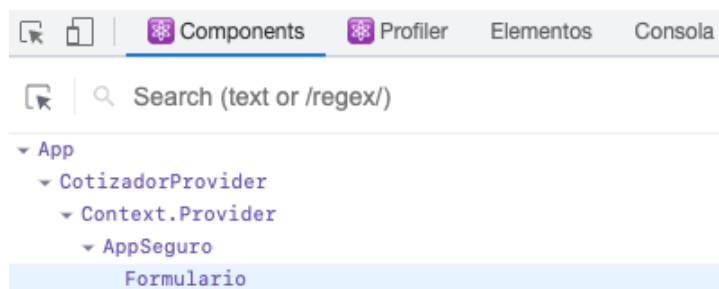 Components Profiler Elementos Consola
Search (text or /regex/)
App
CotizadorProvider
Context.Provider
AppSeguro
Formulario